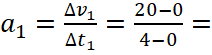 a₁ = Δv₁/Δt₁ = 20−0/4−0 =